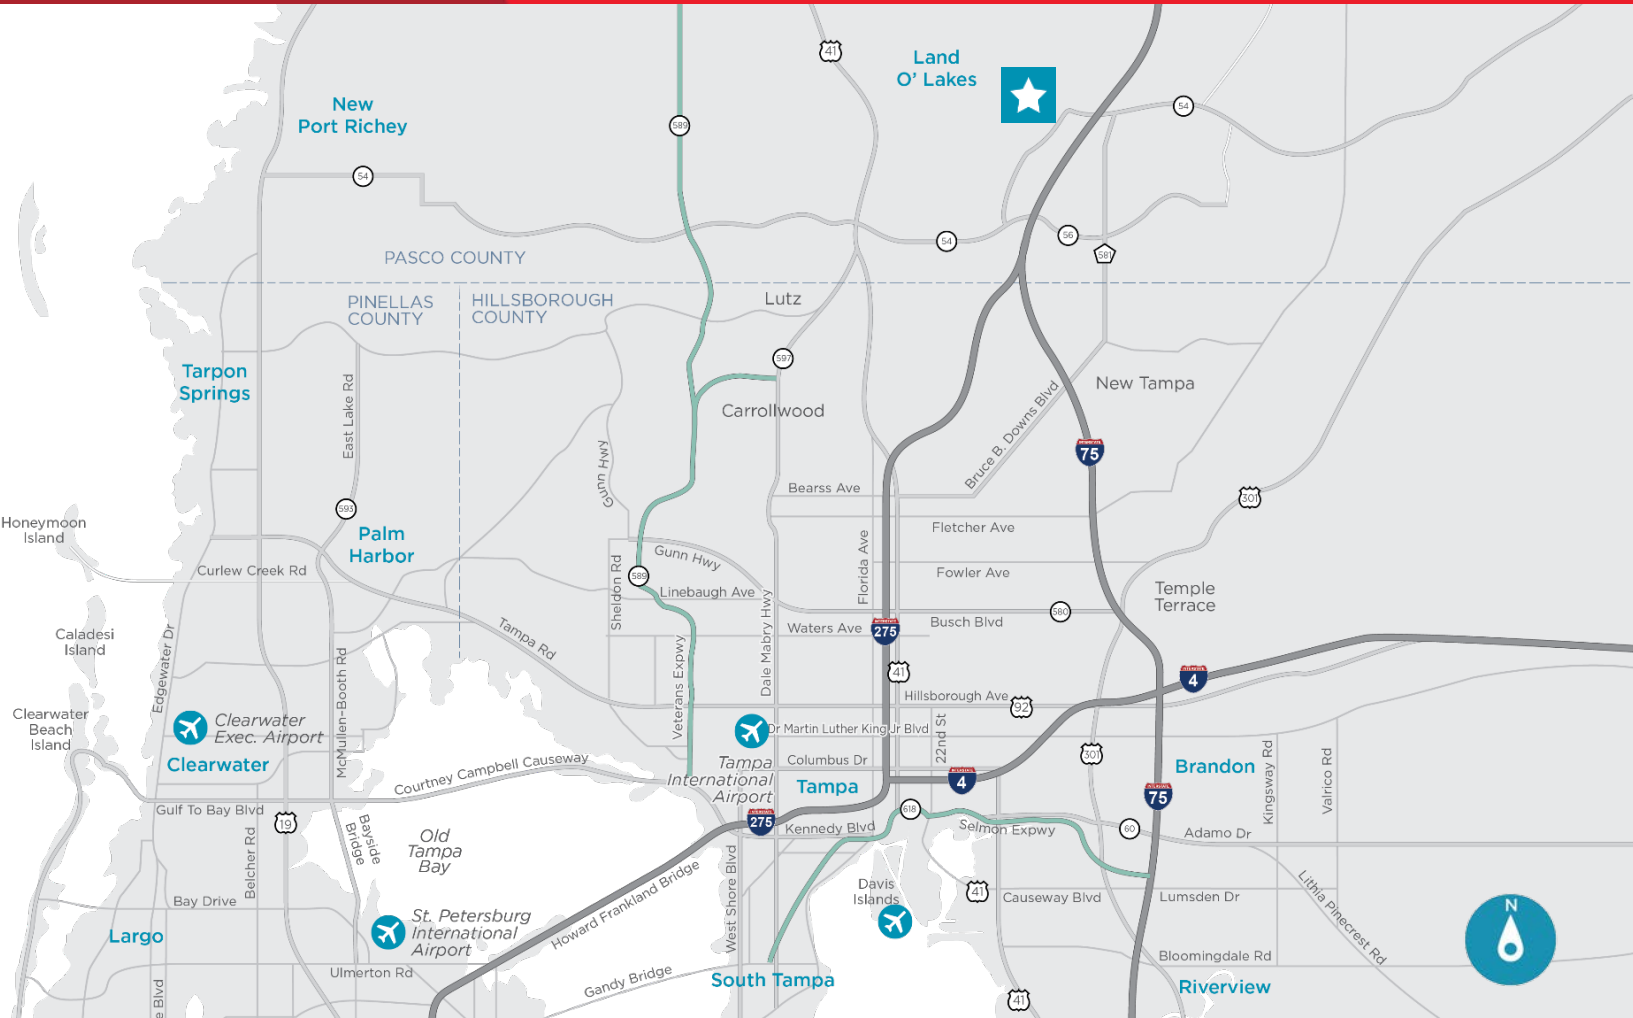 41
Land
O' Lakes
New
Port Richey
54
589
54
54
56
581
PASCO COUNTY
PINELLAS
COUNTY
HILLSBOROUGH
COUNTY
Lutz
597
Tarpon
Springs
East Lake Rd
Carrollwood
New Tampa
Bruce B. Downs Blvd
INTERSTATE
75
Gunn Hwy
Bearss Ave
301
593
Honeymoon
Island
Palm
Harbor
Fletcher Ave
Florida Ave
Gunn Hwy
Curlew Creek Rd
589
Fowler Ave
Sheldon Rd
Linebaugh Ave
Temple
Terrace
580
Dale Mabry Hwy
Caladesi
Island
Edgewater Dr
Tampa Rd
Waters Ave
INTERSTATE
275
Busch Blvd
McMullen-Booth Rd
Veterans Expwy
41
INTERSTATE
4
Hillsborough Ave
92
Clearwater
Beach
Island
Clearwater
Exec. Airport
Dr Martin Luther King Jr Blvd
22nd St
301
Clearwater
Courtney Campbell Causeway
Tampa
International
Airport
Columbus Dr
Tampa
INTERSTATE
4
Brandon
Kingsway Rd
Valrico Rd
INTERSTATE
75
Gulf To Bay Blvd
19
Bayside
Bridge
Old
Tampa
Bay
INTERSTATE
275
Kennedy Blvd
618
Selmon Expwy
60
Adamo Dr
Belcher Rd
West Shore Blvd
Howard Frankland Bridge
Davis
Islands
41
Causeway Blvd
Lumsden Dr
Lithia Pinecrest Rd
Bay Drive
St. Petersburg
International
Airport
N
Largo
Ulmerton Rd
Gandy Bridge
South Tampa
Bloomingdale Rd
Riverview
41
e Blvd